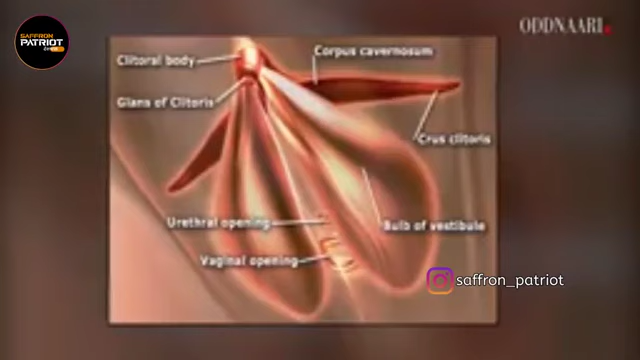 SAFFRON
PATRIOT
ODDNAARI.
Clitoral body
Corpus cavernosum
Glans of Clitoris
Crus clitoris
Urethral opening
Bulb of vestibule
Vaginal opening
saffron_patriot